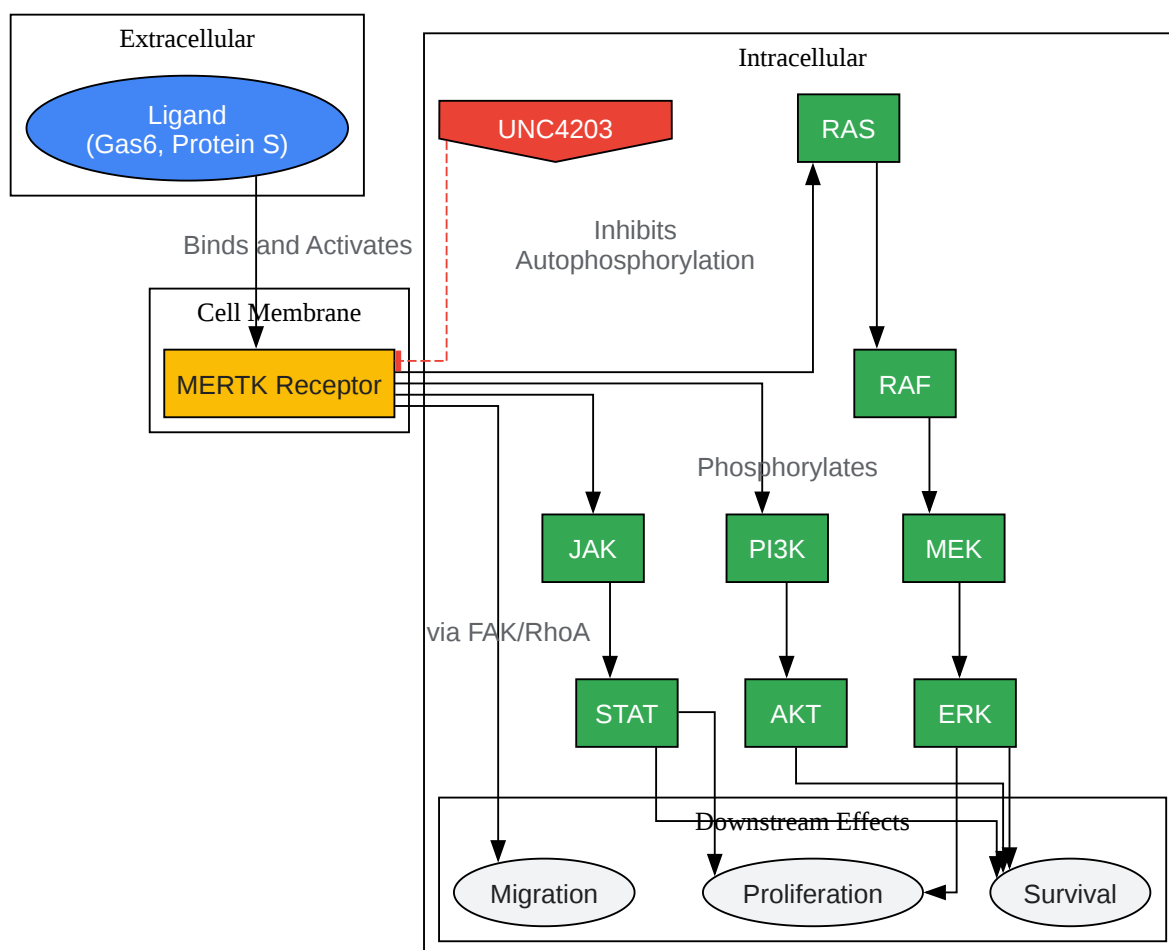 Extracellular
Intracellular
Ligand
(Gas6, Protein S)
UNC4203
RAS
Binds and Activates
Inhibits
Autophosphorylation
Cell Membrane
MERTK Receptor
RAF
Phosphorylates
JAK
PI3K
MEK
via FAK/RhoA
STAT
AKT
ERK
Downstream Effects
Migration
Proliferation
Survival